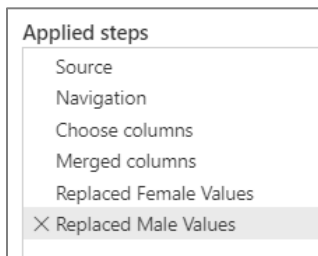 Applied steps
Source
Navigation
Choose columns
Merged columns
Replaced Female Values
Replaced Male Values